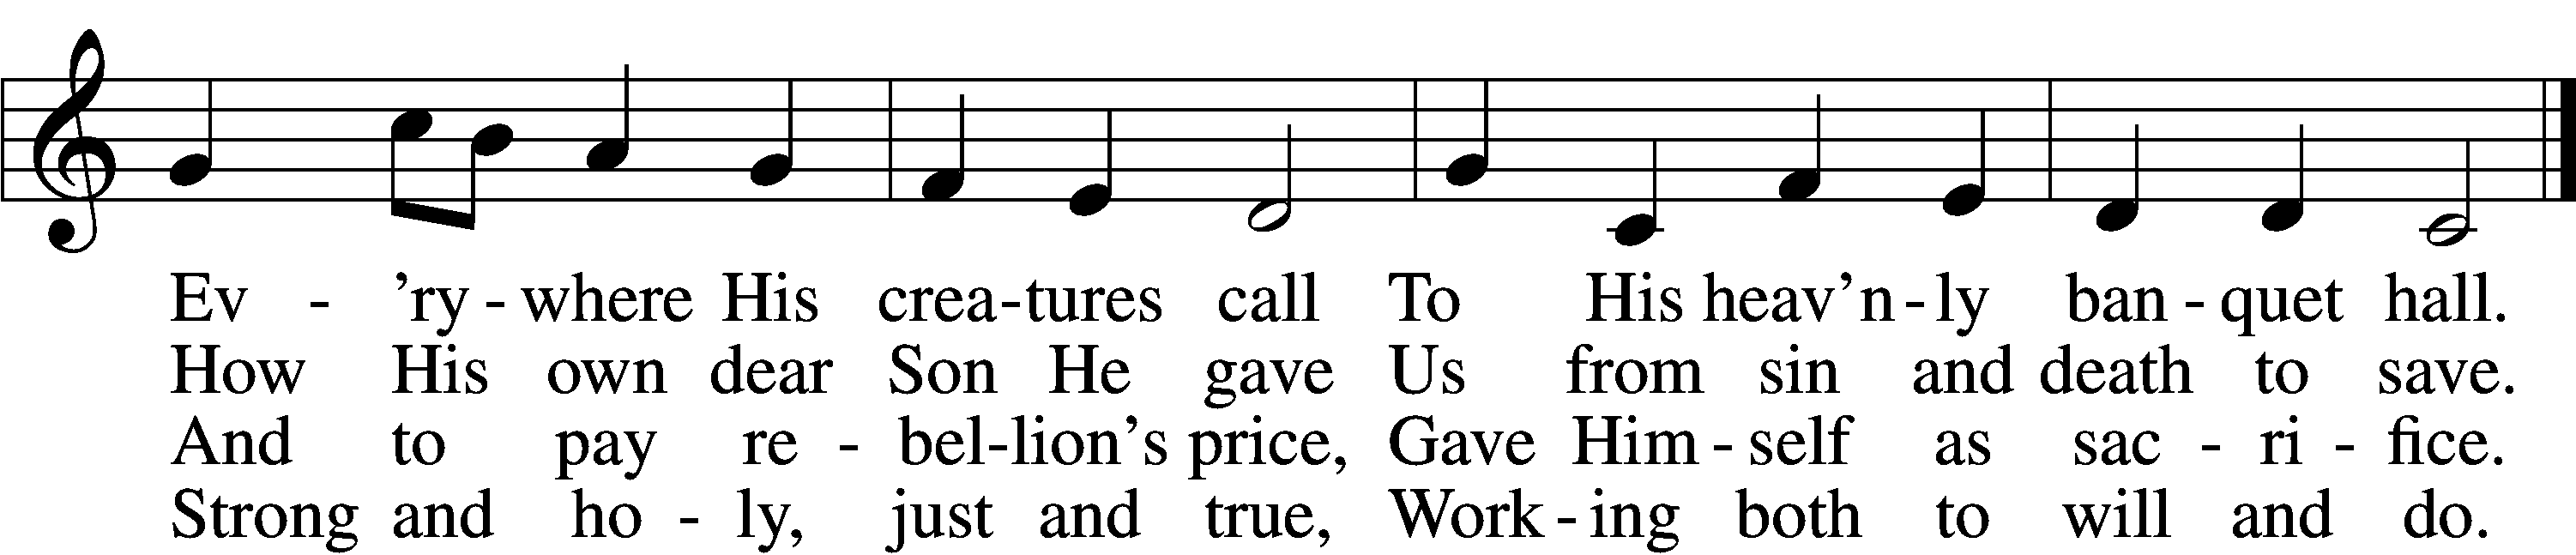 Ev - ’ry - where His crea - tures call To His heav’n - ly ban - quet hall.
How His own dear Son He gave Us from sin and death to save.
And to pay re - bel - lion’s price, Gave Him - self as sac - ri - fice.
Strong and ho - ly, just and true, Work - ing both to will and do.